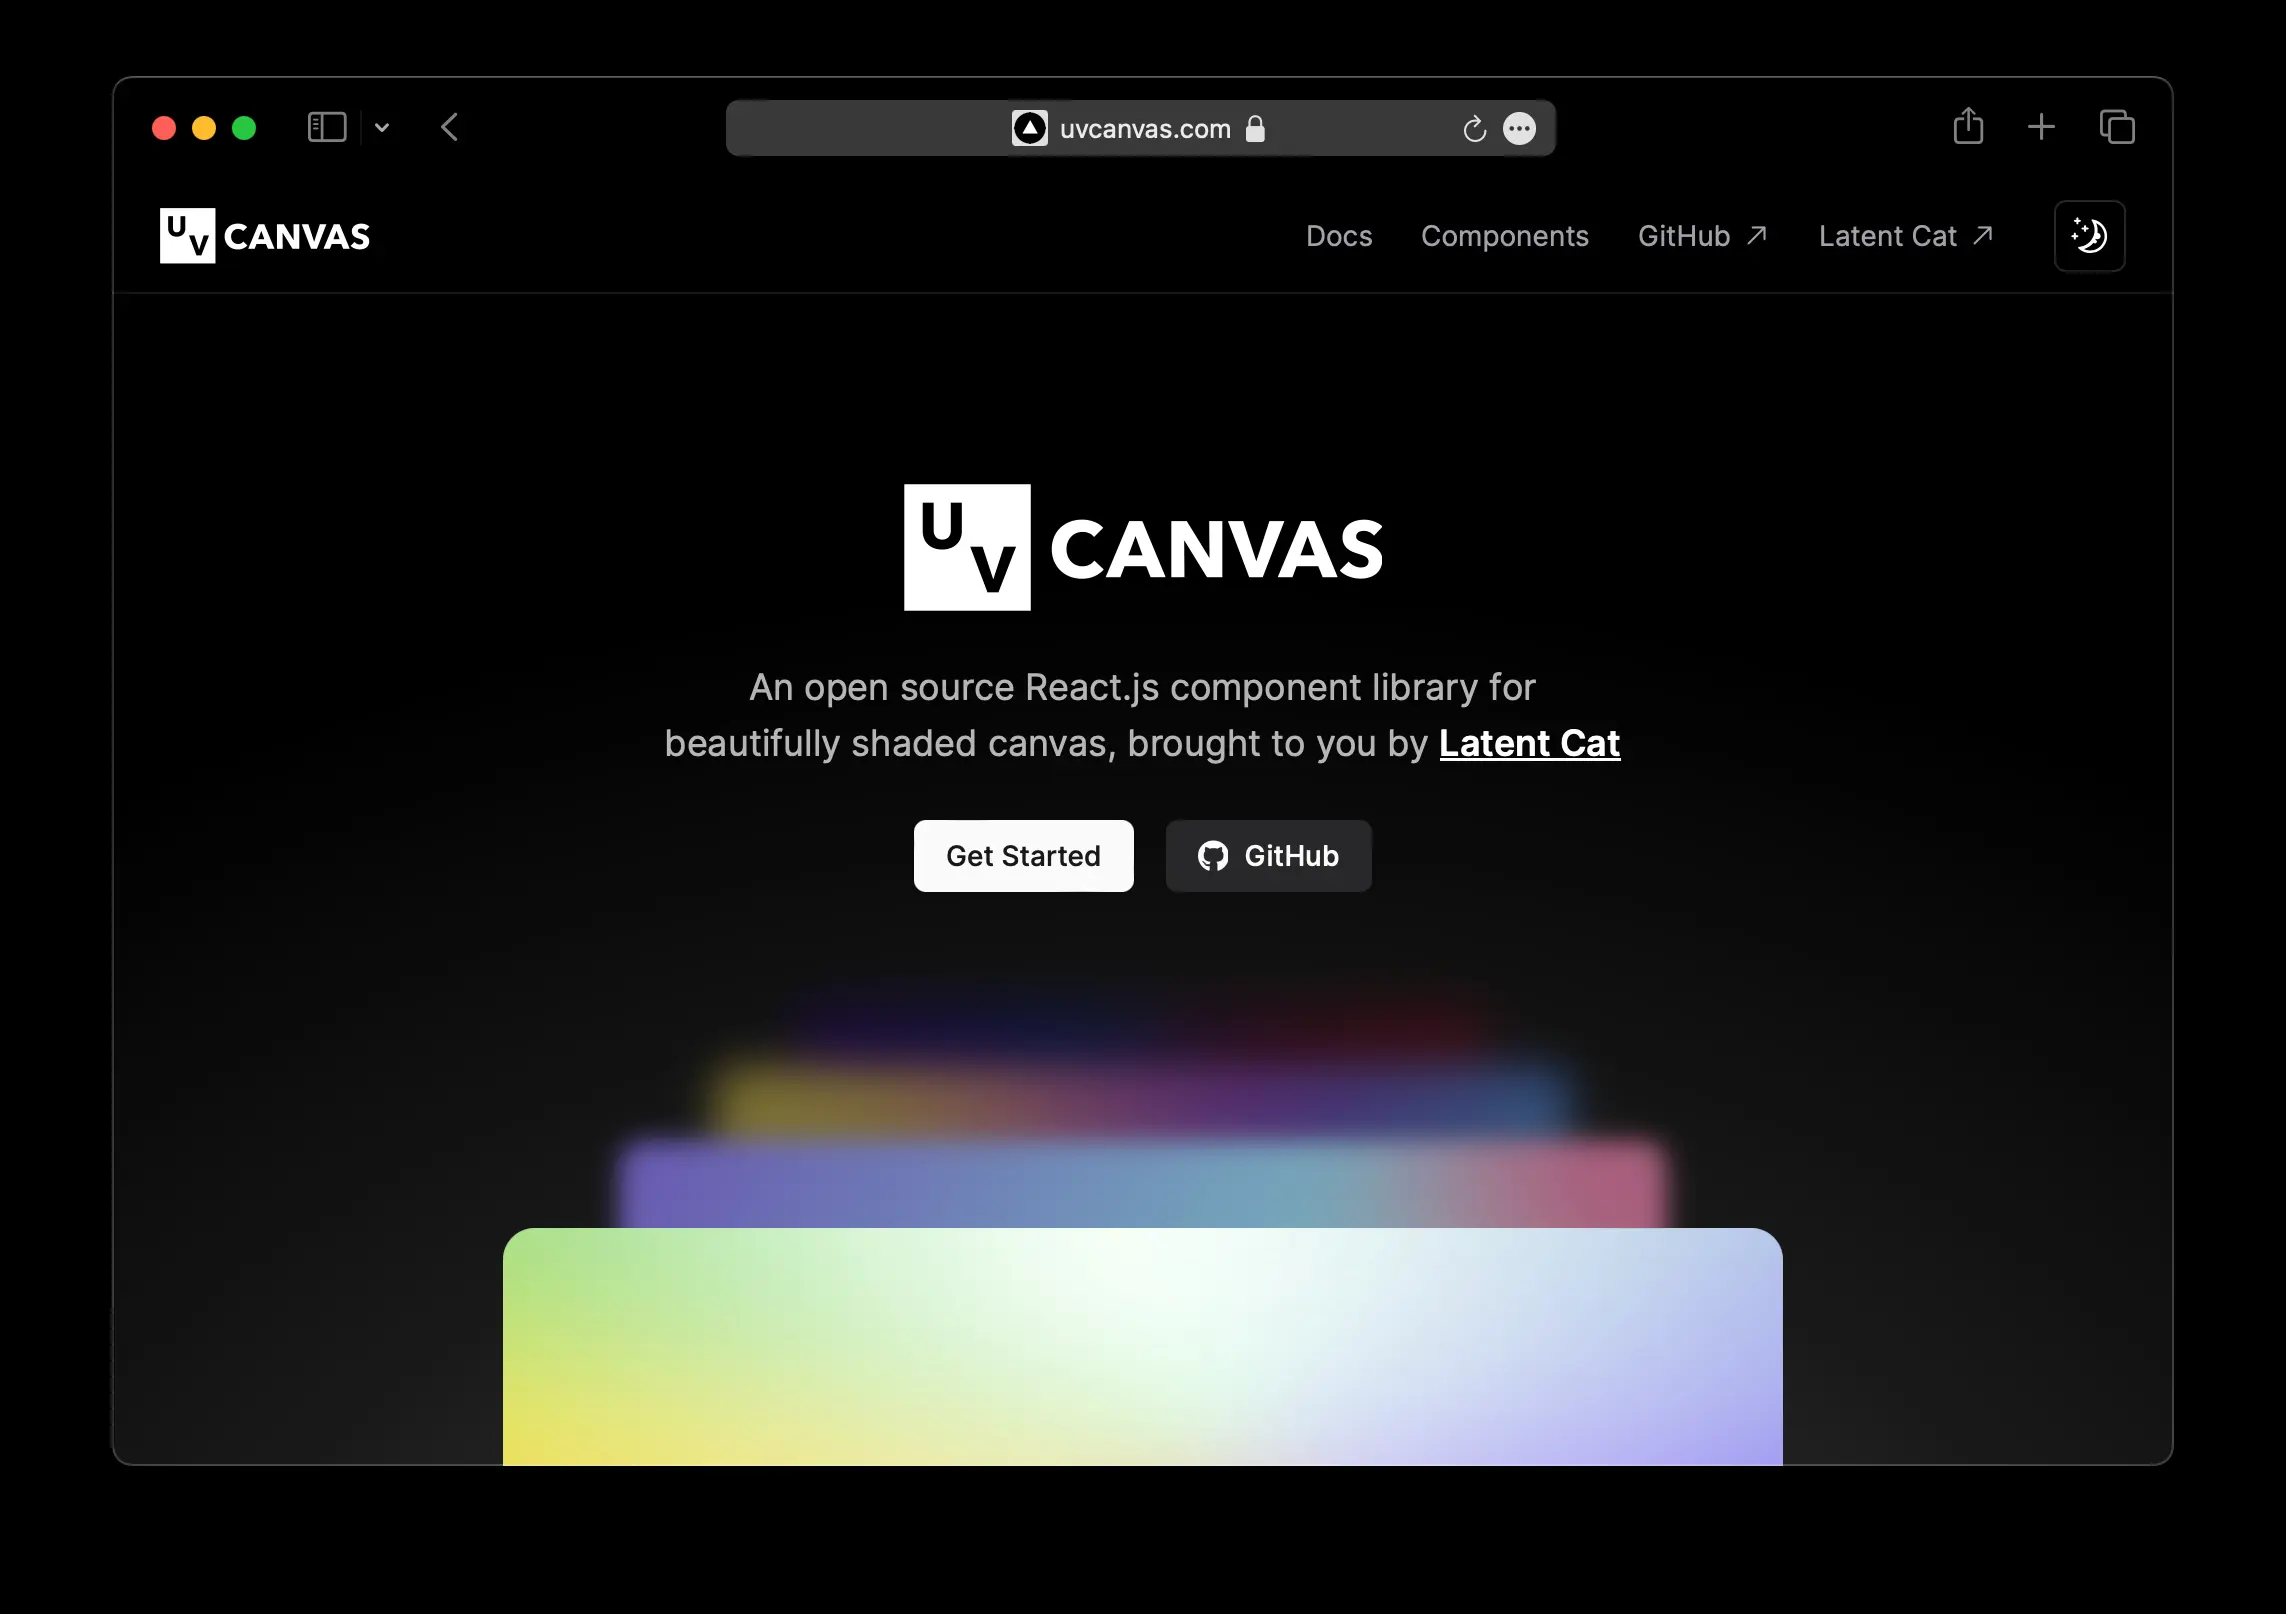 uvcanvas.com
UV CANVAS
Docs Components GitHub Latent Cat
UV CANVAS
An open source React.js component library for
beautifully shaded canvas, brought to you by Latent Cat
Get Started GitHub